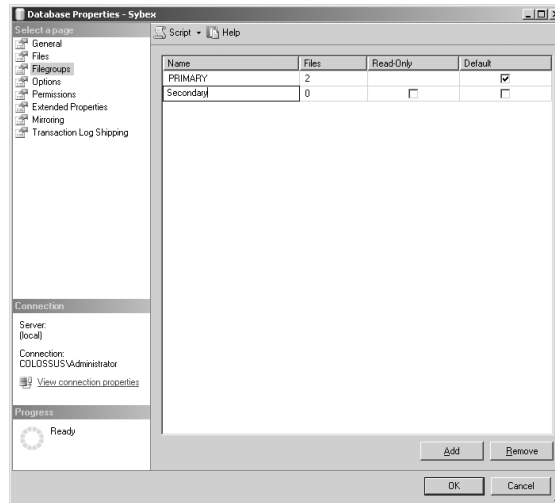 Database Properties - Sybex
Select a page
General
Files
Filegroups
Options
Permissions
Extended Properties
Mirroring
Transaction Log Shipping
Script
Help
Name Files Read-Only Default
PRIMARY 2
Secondary 0
Connection
Server:
(local)
Connection:
COLOSSUS\Administrator
View connection properties
Progress
Ready
Add Remove
OK Cancel